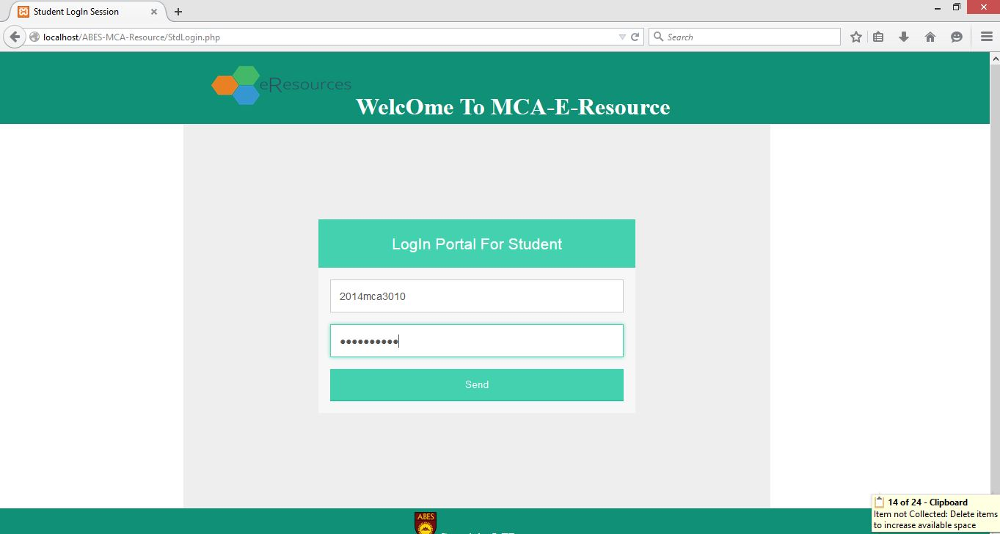 Student LogIn Session
localhost/ABES-MCA-Resource/StdLogin.php
Search
eResources
WelcOme To MCA-E-Resource
LogIn Portal For Student
2014mca3010
••••••••••
Send
14 of 24 - Clipboard
Item not Collected: Delete items
to increase available space
ABES